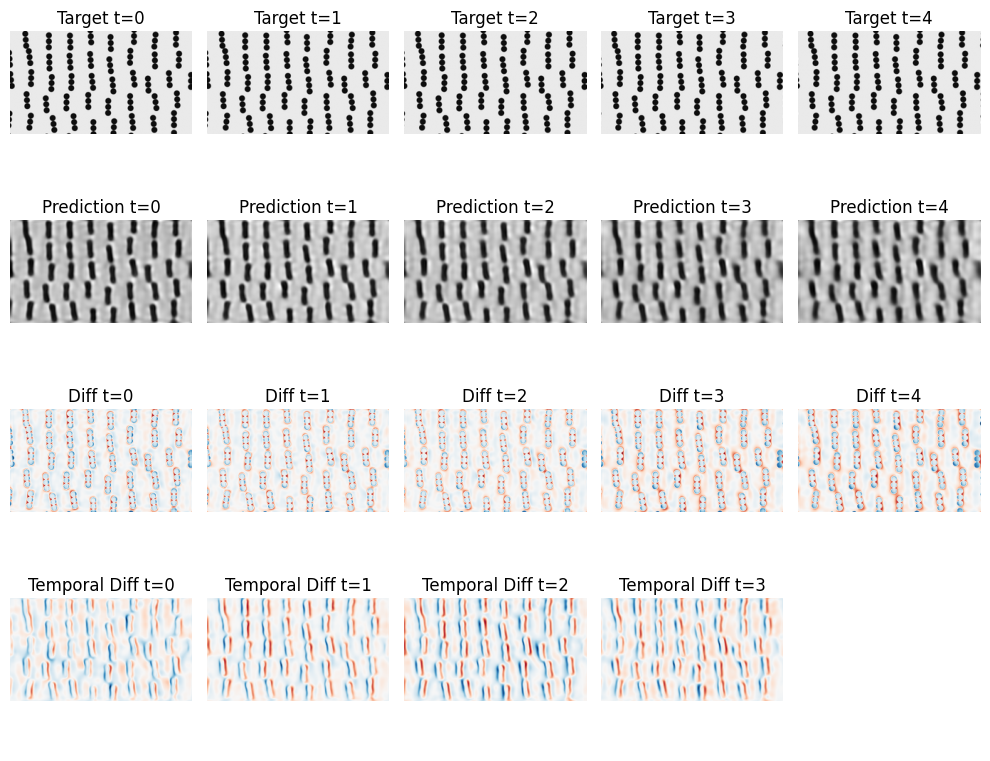 Target t=0
Target t=1
Target t=2
Target t=3
Target t=4
Prediction t=0
Prediction t=1
Prediction t=2
Prediction t=3
Prediction t=4
Diff t=0
Diff t=1
Diff t=2
Diff t=3
Diff t=4
Temporal Diff t=0
Temporal Diff t=1
Temporal Diff t=2
Temporal Diff t=3